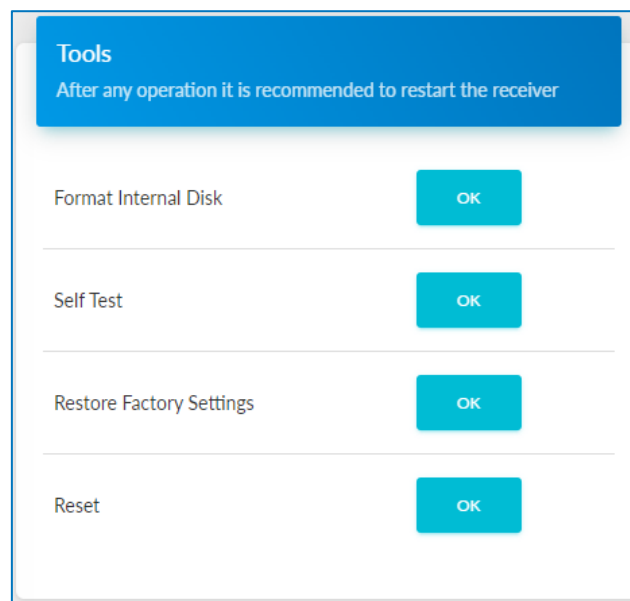 Tools
After any operation it is recommended to restart the receiver
Format Internal Disk OK
Self Test OK
Restore Factory Settings OK
Reset OK